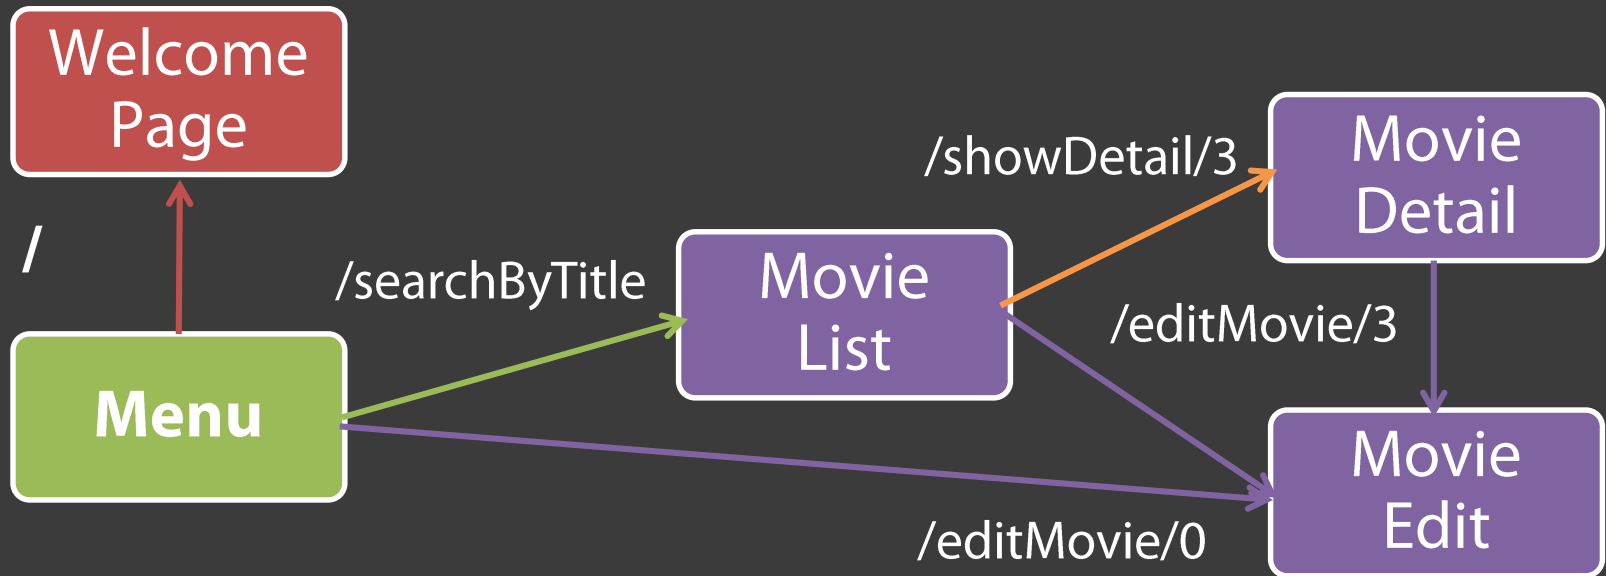 Welcome
Page
/
Menu
/searchByTitle
Movie
List
/showDetail/3
Movie
Detail
/editMovie/3
/editMovie/0
Movie
Edit